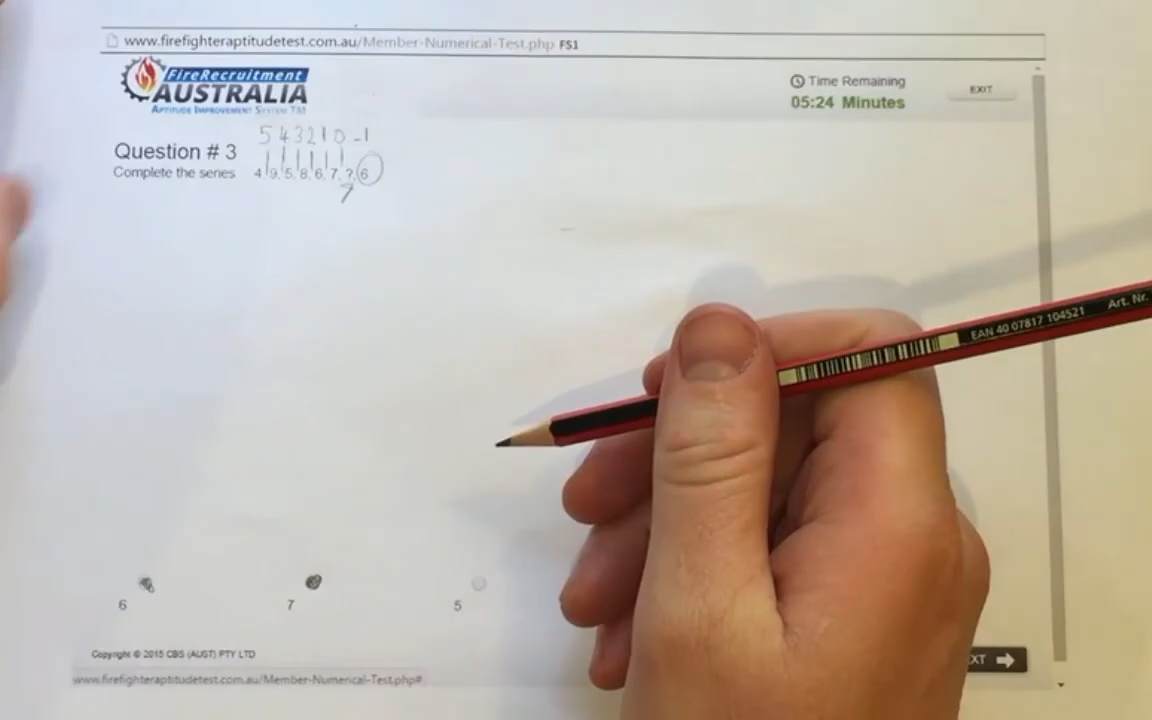 www.firefighteraptitudetest.com.au/Member-Numerical-Test.php FS1
FireRecruitment
AUSTRALIA
APTITUDE IMPROVEMENT SYSTEM TM
Time Remaining
05:24 Minutes
EXIT
5 4 3 2 1 0 -1
Question # 3
Complete the series 4, 9, 5, 8, 6, 7, ?, 6
7
EAN 40 07817 104521
Art. Nr.
6 7 5
XT
Copyright © 2015 CBS (AUST) PTY LTD
www.firefighteraptitudetest.com.au/Member-Numerical-Test.php#